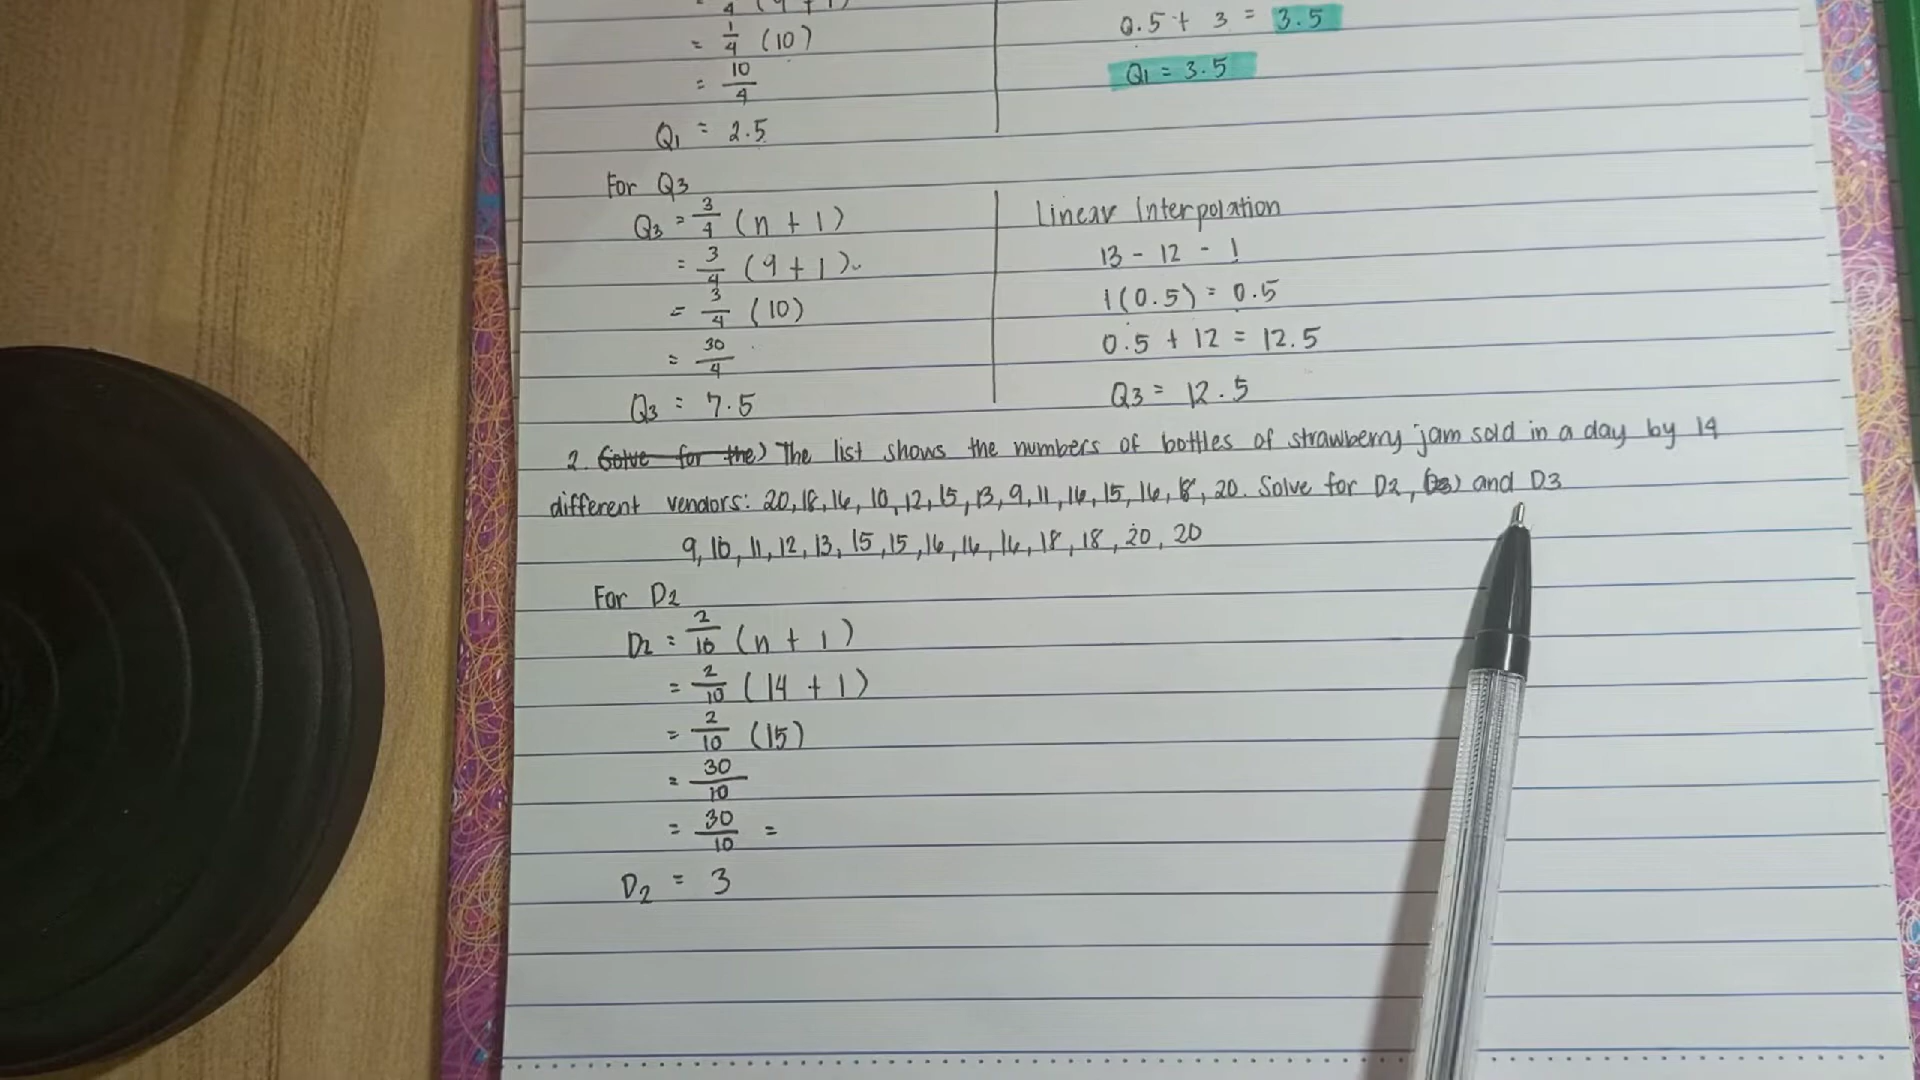 = 1/4 (9+1)
= 1/4 (10)
= 10/4
Q1 = 2.5
0.5 + 3 = 3.5
Q1 = 3.5
For Q3
Q3 = 3/4 (n + 1)
= 3/4 (9 + 1)
= 3/4 (10)
= 30/4
Q3 = 7.5
Linear Interpolation
13 - 12 - 1
1(0.5) = 0.5
0.5 + 12 = 12.5
Q3 = 12.5
2. Solve for the) The list shows the numbers of bottles of strawberry jam sold in a day by 14
different vendors: 20, 18, 16, 10, 12, 15, 13, 9, 11, 16, 15, 16, 18, 20. Solve for D2, and D3
9, 10, 11, 12, 13, 15, 15, 16, 16, 16, 18, 18, 20, 20
For D2
D2 = 2/10 (n + 1)
= 2/10 (14 + 1)
= 2/10 (15)
= 30/10
= 30/10 =
D2 = 3